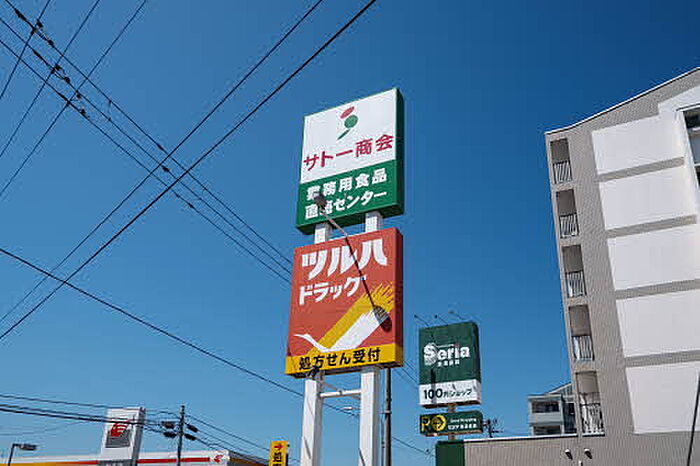 サトー商会
業務用食品
直売センター
ツルハ
ドラッグ
処方せん受付
Seria
100円ショップ